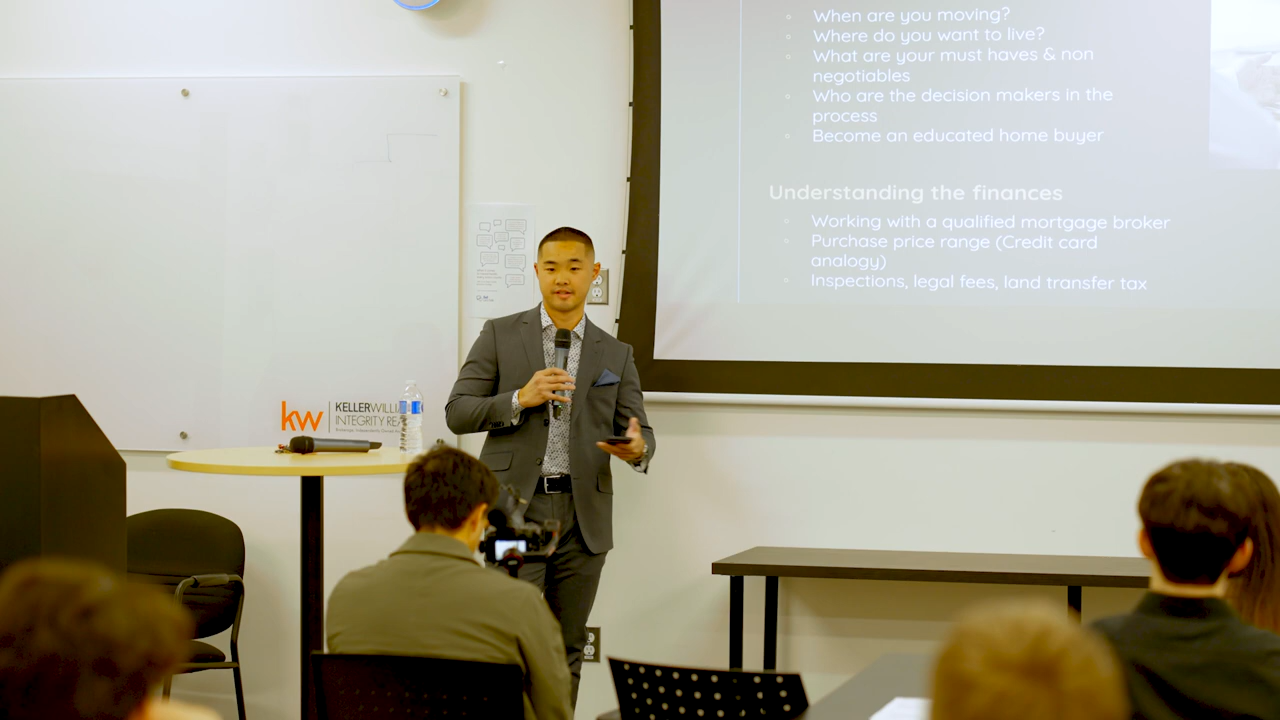 When are you moving?
Where do you want to live?
What are your must haves & non
negotiables
Who are the decision makers in the
process
Become an educated home buyer
Understanding the finances
Working with a qualified mortgage broker
Purchase price range (Credit card
analogy)
Inspections, legal fees, land transfer tax
kw
KELLERWILLI
INTEGRITY REA